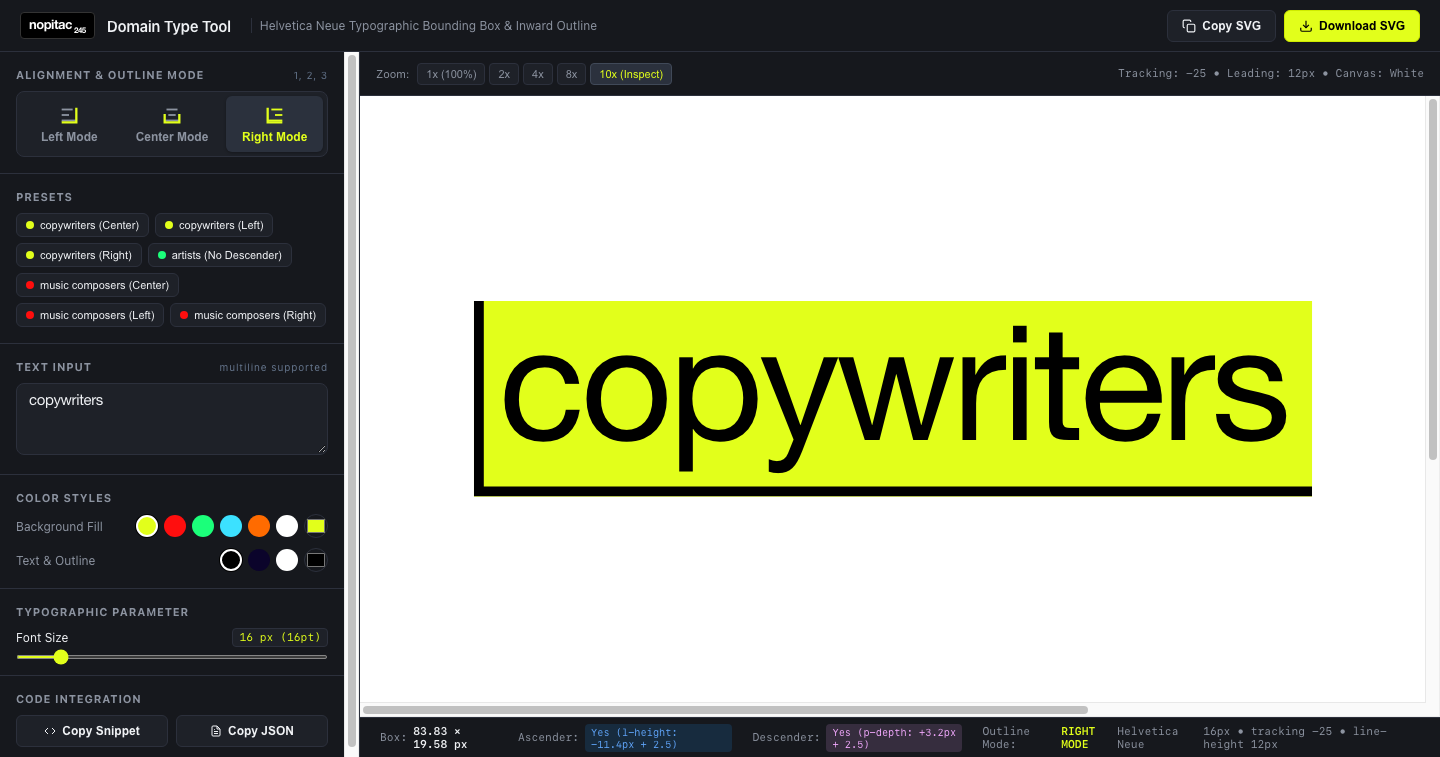 nopitac 245 Domain Type Tool Helvetica Neue Typographic Bounding Box & Inward Outline Copy SVG Download SVG
ALIGNMENT & OUTLINE MODE 1, 2, 3
Left Mode Center Mode Right Mode
PRESETS
copywriters (Center) copywriters (Left)
copywriters (Right) artists (No Descender)
music composers (Center)
music composers (Left) music composers (Right)
TEXT INPUT multiline supported
copywriters
COLOR STYLES
Background Fill
Text & Outline
TYPOGRAPHIC PARAMETER
Font Size 16 px (16pt)
CODE INTEGRATION
Copy Snippet Copy JSON
Zoom: 1x (100%) 2x 4x 8x 10x (Inspect) Tracking: −25 • Leading: 12px • Canvas: White
copywriters
Box: 83.83 ×
19.58 px
Ascender: Yes (l-height:
−11.4px + 2.5)
Descender: Yes (p-depth: +3.2px
+ 2.5)
Outline
Mode:
RIGHT
MODE
Helvetica
Neue
16px • tracking −25 • line-
height 12px